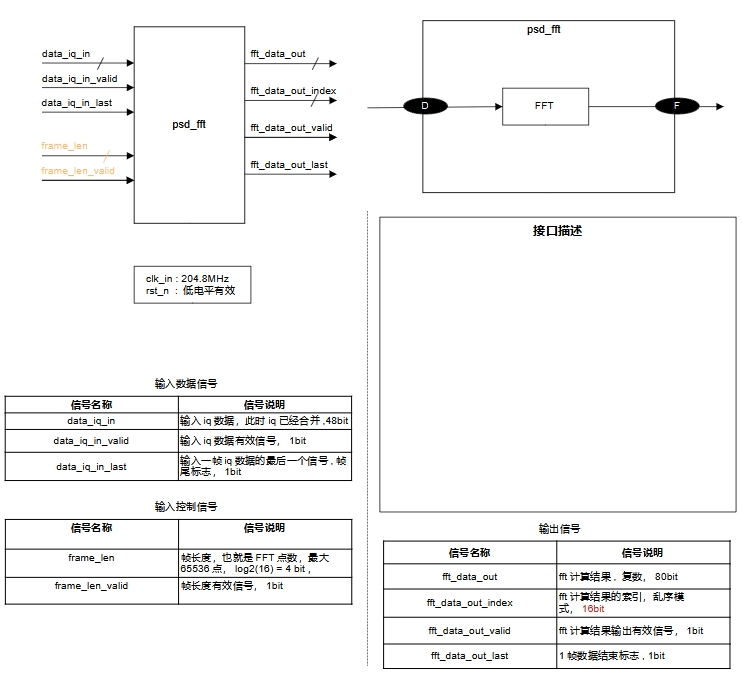 data_iq_in
data_iq_in_valid
data_iq_in_last
frame_len
frame_len_valid
psd_fft
fft_data_out
fft_data_out_index
fft_data_out_valid
fft_data_out_last
psd_fft
D
FFT
F
clk_in : 204.8MHz
rst_n : 低电平有效
接口描述
输入数据信号
信号名称 信号说明
data_iq_in 输入 iq 数据，此时 iq 已经合并 ,48bit
data_iq_in_valid 输入 iq 数据有效信号， 1bit
data_iq_in_last 输入一帧 iq 数据的最后一个信号 , 帧
尾标志， 1bit
输入控制信号
信号名称 信号说明
frame_len 帧长度，也就是 FFT 点数，最大
65536 点， log2(16) = 4 bit ,
frame_len_valid 帧长度有效信号， 1bit
输出信号
信号名称 信号说明
fft_data_out fft 计算结果 , 复数， 80bit
fft_data_out_index fft 计算结果的索引，乱序模
式， 16bit
fft_data_out_valid fft 计算结果输出有效信号， 1bit
fft_data_out_last 1 帧数据结束标志 , 1bit